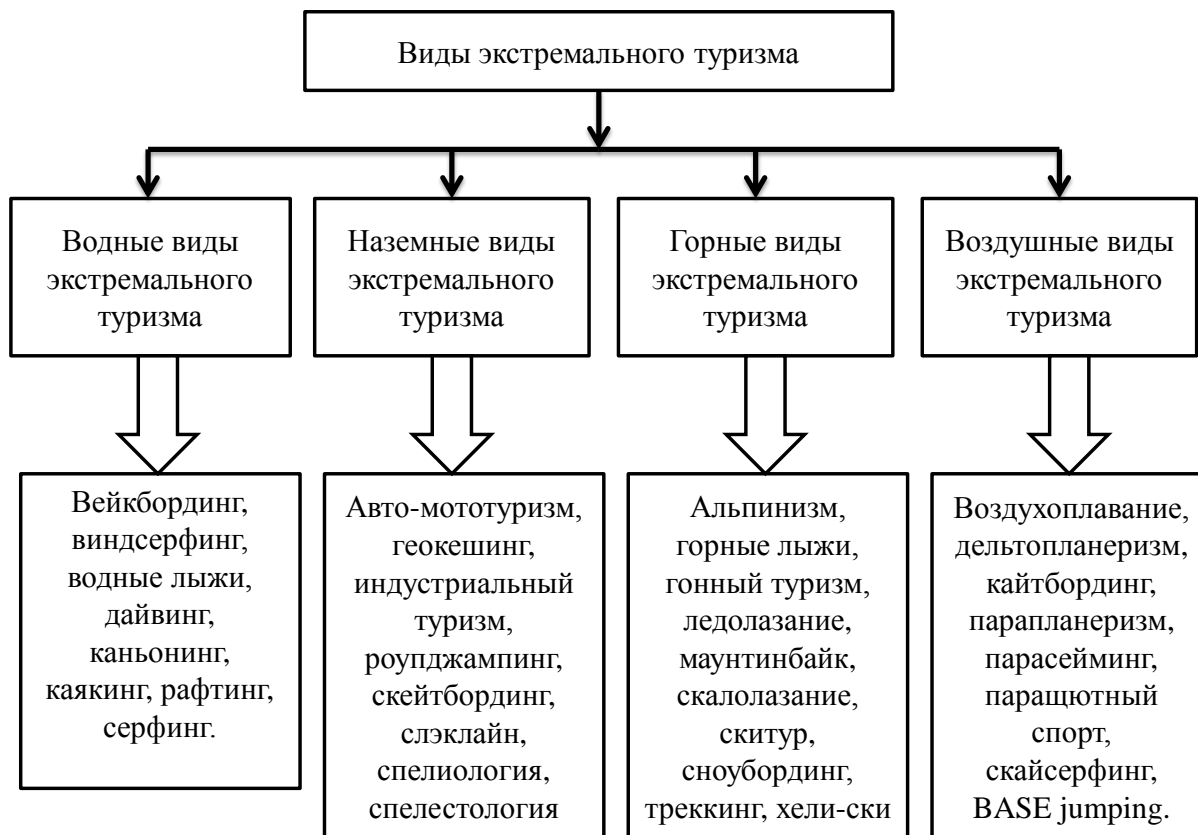 Виды экстремального туризма
Водные виды
экстремального
туризма
Наземные виды
экстремального
туризма
Горные виды
экстремального
туризма
Воздушные виды
экстремального
туризма
Вейкбординг,
виндсерфинг,
водные лыжи,
дайвинг,
каньонинг,
каякинг, рафтинг,
серфинг.
Авто-мототуризм,
геокешинг,
индустриальный
туризм,
роупджампинг,
скейтбординг,
слэклайн,
спелиология,
спелестология
Альпинизм,
горные лыжи,
гонный туризм,
ледолазание,
маунтинбайк,
скалолазание,
скитур,
сноубординг,
треккинг, хели-ски
Воздухоплавание,
дельтопланеризм,
кайтбординг,
парапланеризм,
парасейминг,
паращютный
спорт,
скайсерфинг,
BASE jumping.